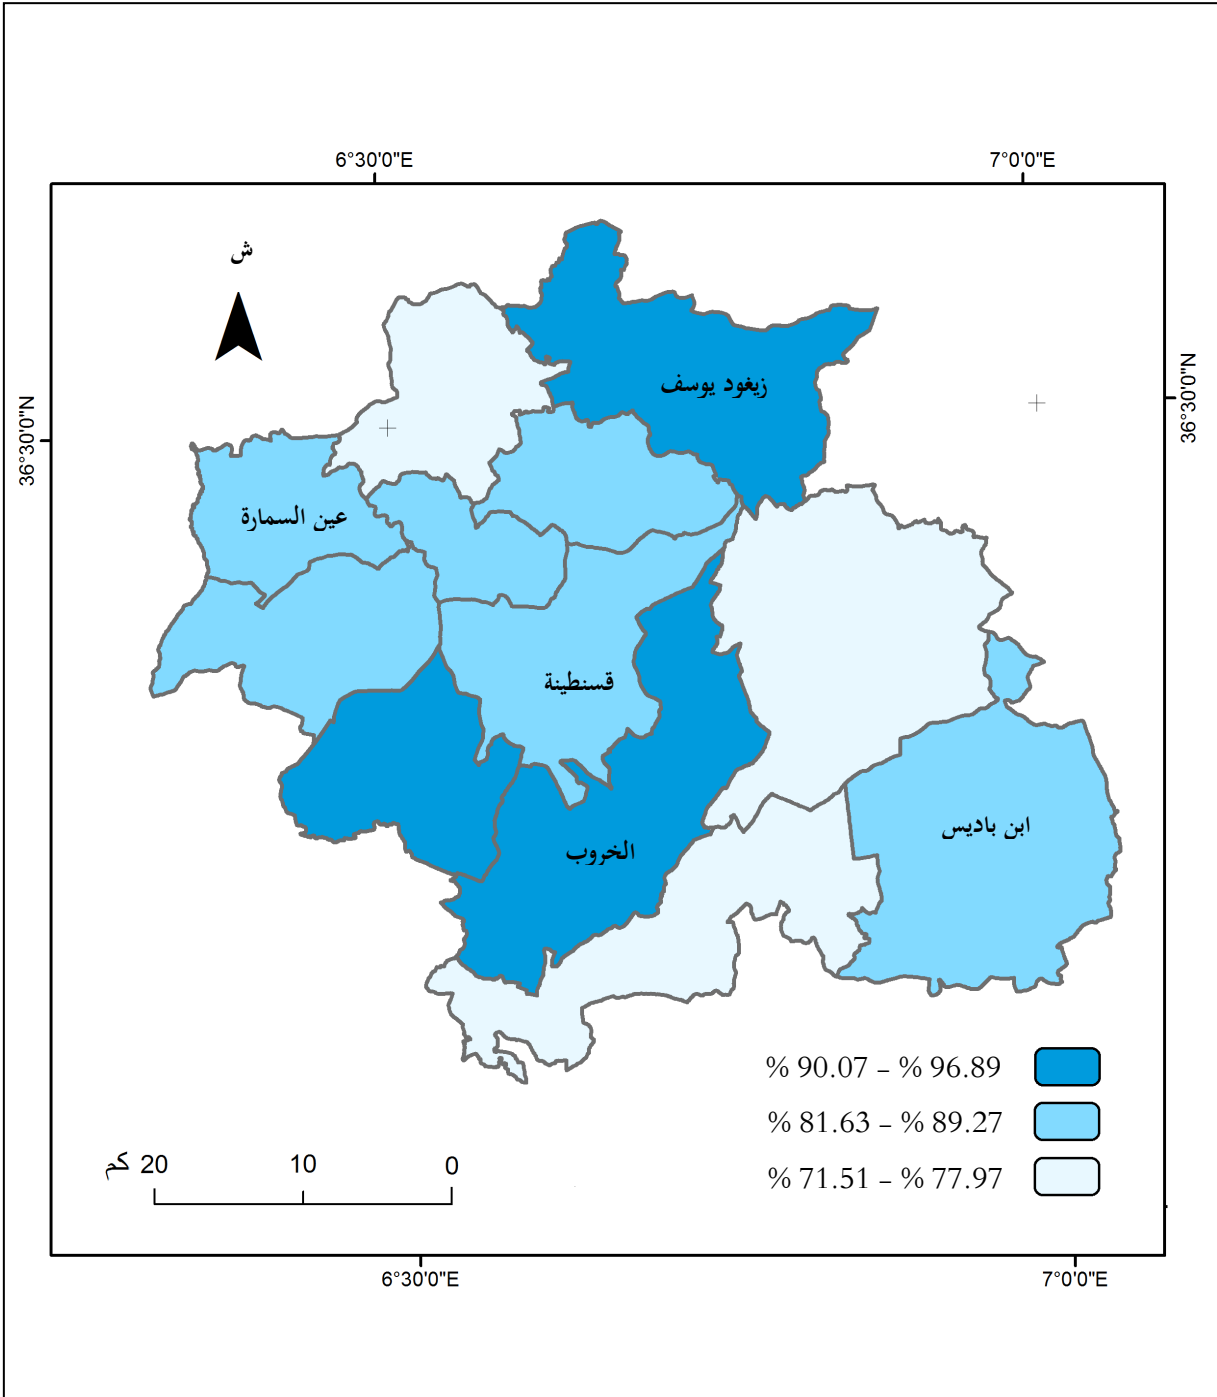 6°30'0"E
7°0'0"E
ش
36°30'0"N
36°30'0"N
زيغود يوسف
عين السمارة
قسنطينة
ابن باديس
الخروب
% 90.07 – % 96.89
% 81.63 – % 89.27
% 71.51 – % 77.97
كم 20 10 0
6°30'0"E
7°0'0"E